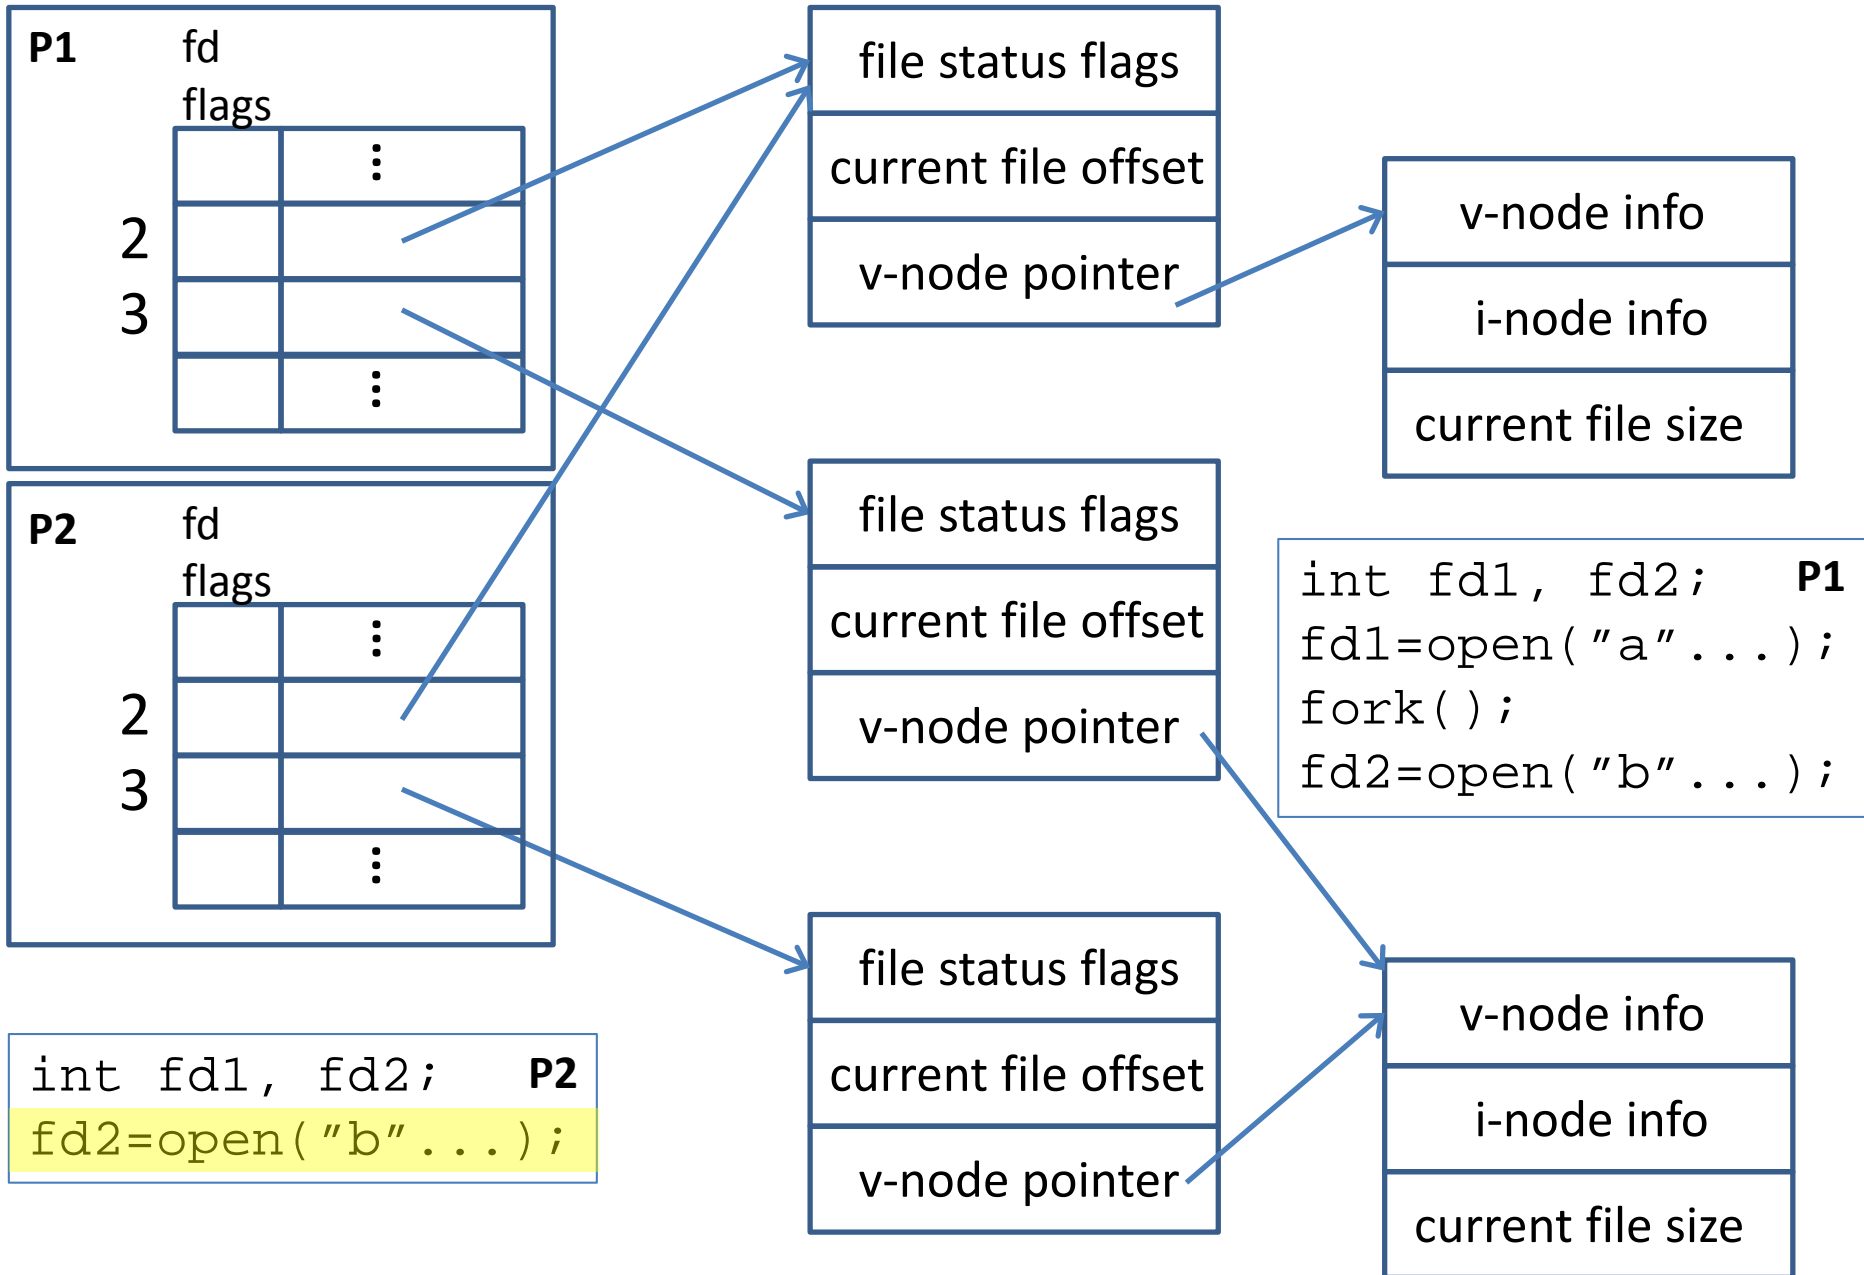 P1
fd
flags
⋮
2
3
⋮
P2
fd
flags
⋮
2
3
⋮
int fd1, fd2; P2
fd2=open("b"...);
file status flags
current file offset
v-node pointer
file status flags
current file offset
v-node pointer
file status flags
current file offset
v-node pointer
v-node info
i-node info
current file size
int fd1, fd2; P1
fd1=open("a"...);
fork();
fd2=open("b"...);
v-node info
i-node info
current file size